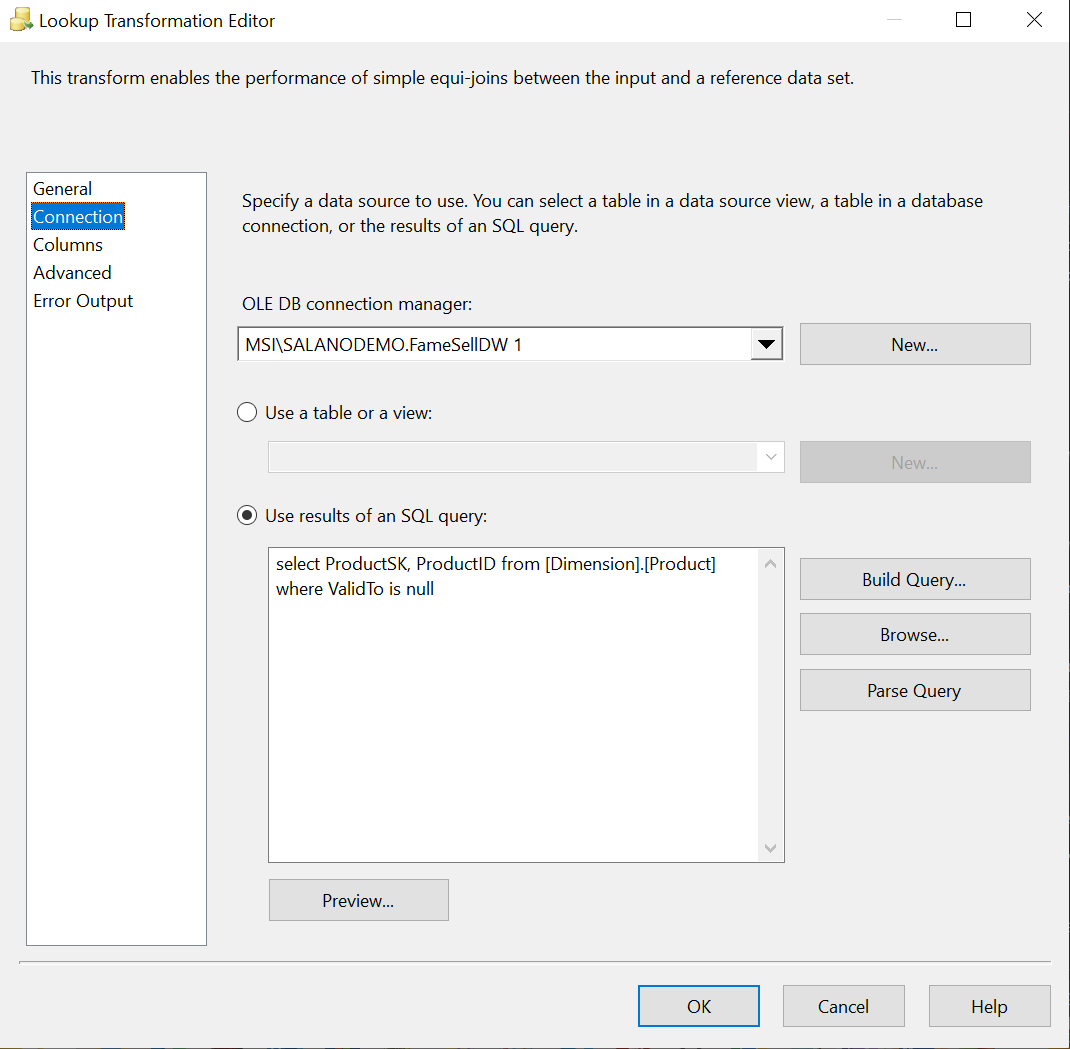 Lookup Transformation Editor
This transform enables the performance of simple equi-joins between the input and a reference data set.
General
Connection
Columns
Advanced
Error Output
Specify a data source to use. You can select a table in a data source view, a table in a database
connection, or the results of an SQL query.
OLE DB connection manager:
MSI\SALANODEMO.FameSellDW 1
New...
Use a table or a view:
New...
Use results of an SQL query:
select ProductSK, ProductID from [Dimension].[Product]
where ValidTo is null
Build Query...
Browse...
Parse Query
Preview...
OK
Cancel
Help